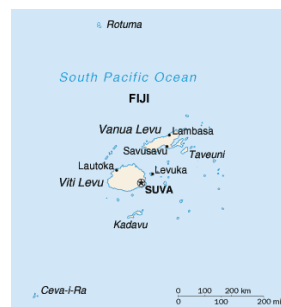 Rotuma
South Pacific Ocean
FIJI
Vanua Levu
Lambasa
Savusavu
Taveuni
Lautoka
Levuka
Viti Levu
SUVA
Kadavu
Ceva-i-Ra
0 100 200 km
0 100 200 mi